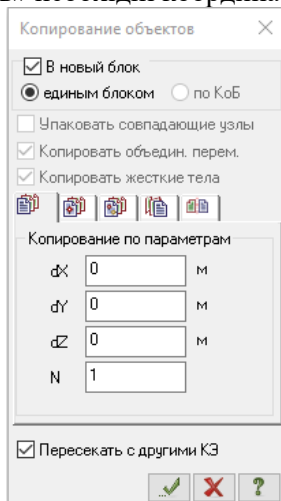 Копирование объектов
В новый блок
единым блоком по КоБ
Упаковать совпадающие узлы
Копировать объедин. перем.
Копировать жесткие тела
Копирование по параметрам
dX 0 м
dY 0 м
dZ 0 м
N 1
Пересекать с другими КЭ
?